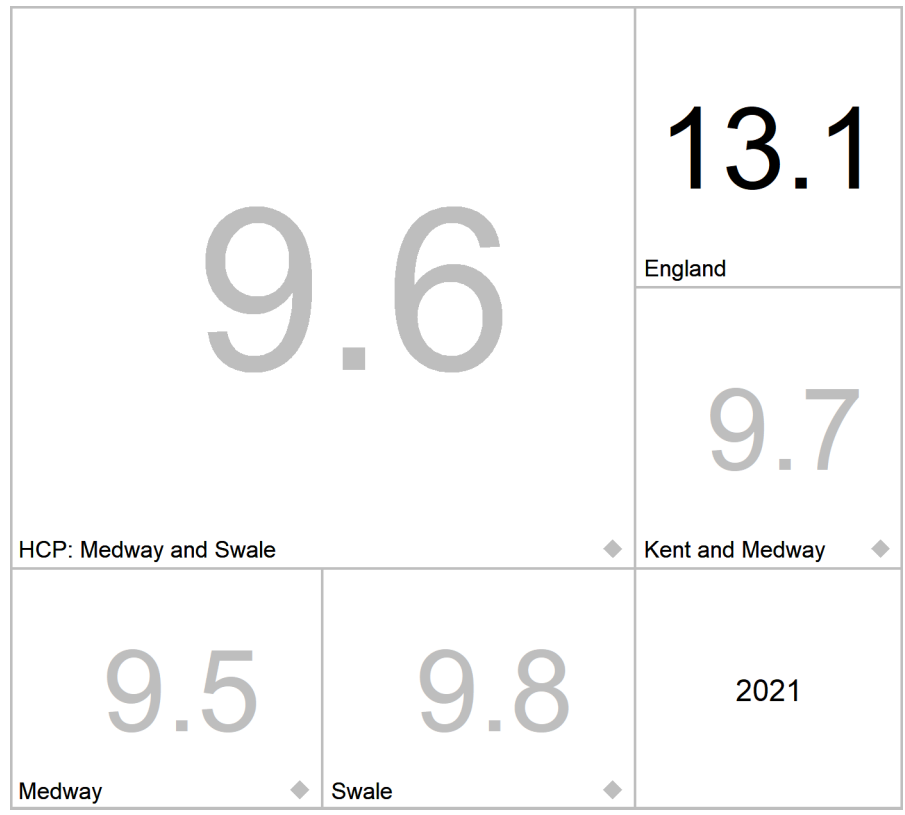 9.6
HCP: Medway and Swale
13.1
England
9.7
Kent and Medway
9.5
Medway
9.8
Swale
2021